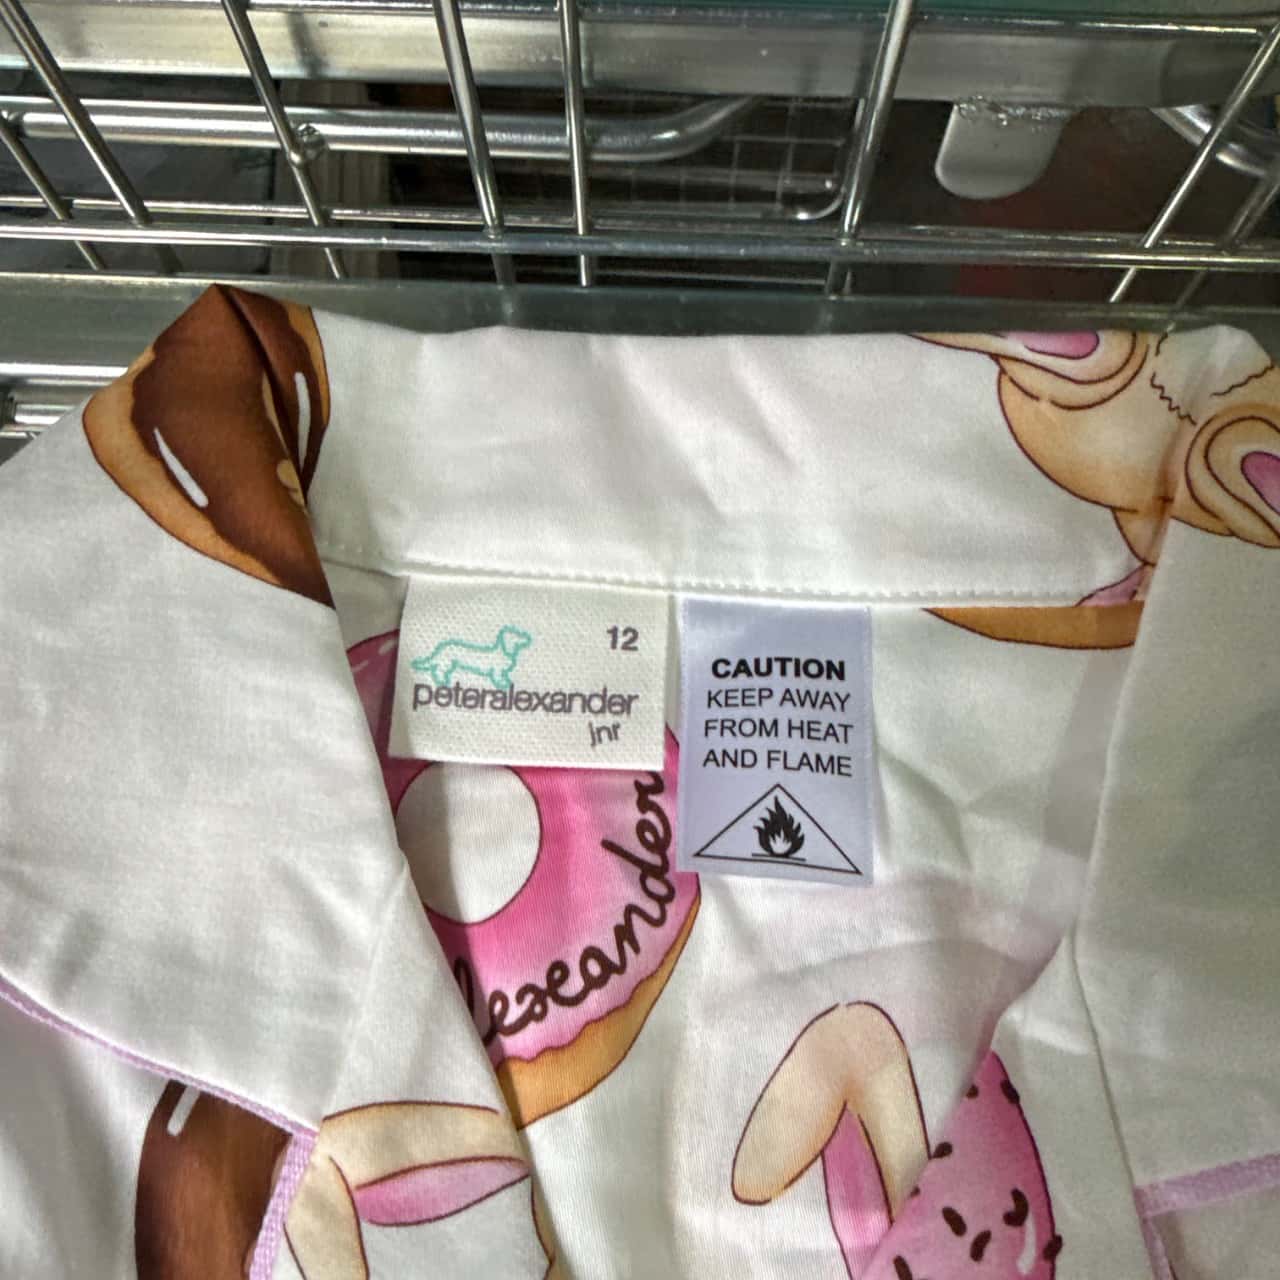 12
peteralexander
jnr
CAUTION
KEEP AWAY
FROM HEAT
AND FLAME
lexander